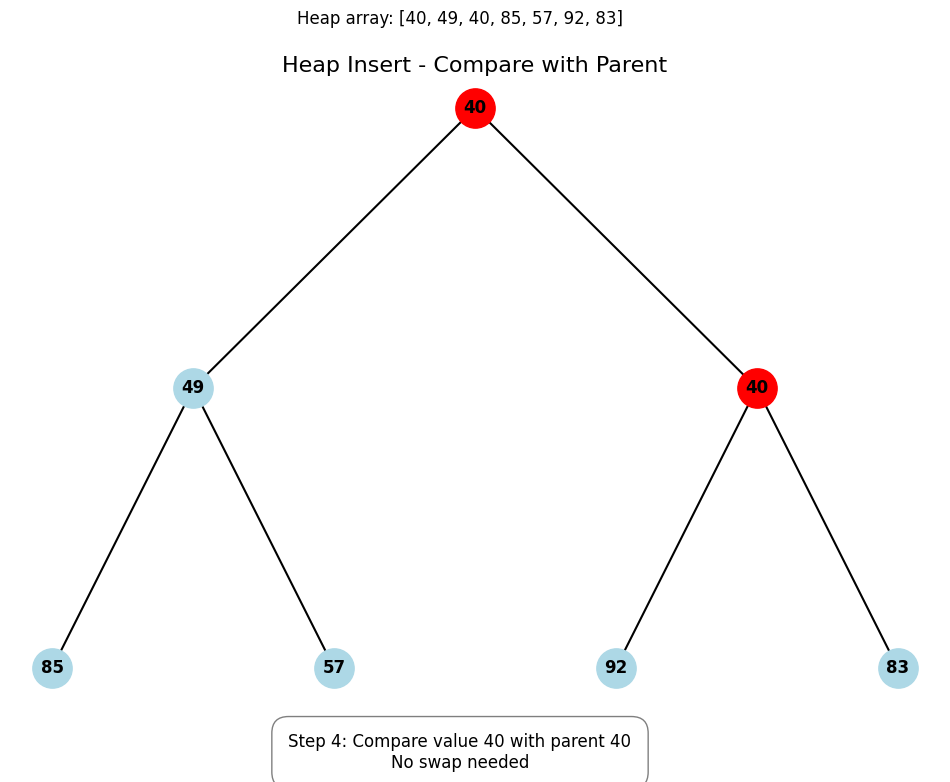 Heap array: [40, 49, 40, 85, 57, 92, 83]
Heap Insert - Compare with Parent
40
49
40
85
57
92
83
Step 4: Compare value 40 with parent 40
No swap needed